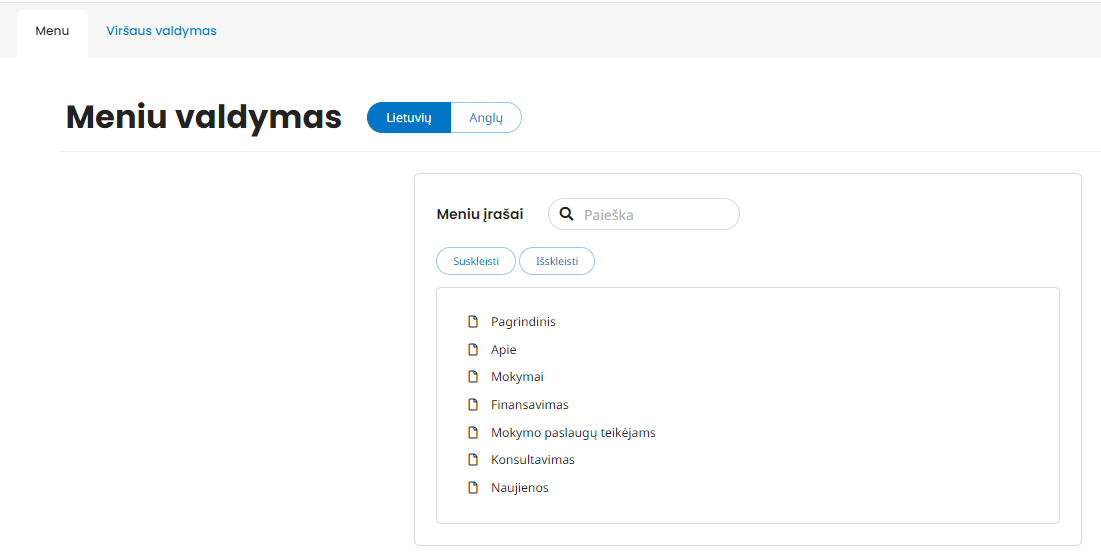 Menu Viršaus valdymas
Meniu valdymas Lietuvių Anglų
Meniu įrašai Paieška
Suskleisti Išskleisti
Pagrindinis
Apie
Mokymai
Finansavimas
Mokymo paslaugų teikėjams
Konsultavimas
Naujienos